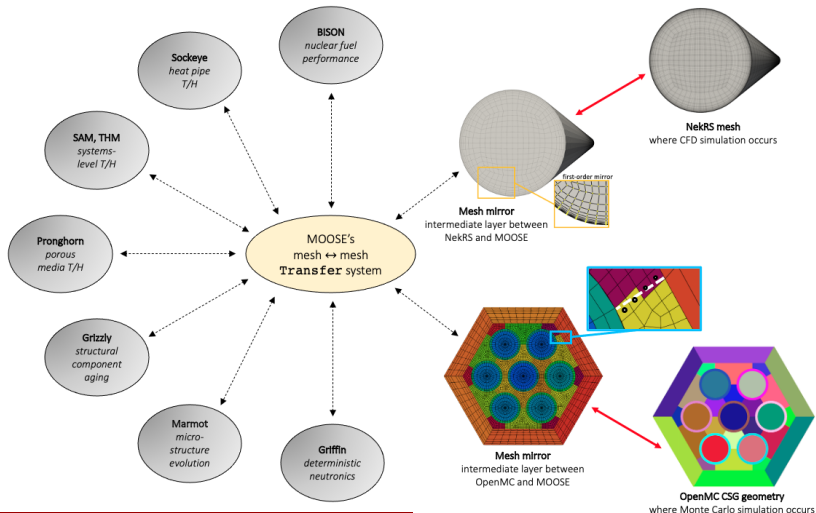 BISON
nuclear fuel
performance
Sockeye
heat pipe
T/H
SAM, THM
systems-
level T/H
Pronghorn
porous
media T/H
Grizzly
structural
component
aging
Marmot
micro-
structure
evolution
Griffin
deterministic
neutronics
MOOSE's
mesh ↔ mesh
Transfer system
NekRS mesh
where CFD simulation occurs
first-order mirror
Mesh mirror
intermediate layer between
NekRS and MOOSE
Mesh mirror
intermediate layer between
OpenMC and MOOSE
OpenMC CSG geometry
where Monte Carlo simulation occurs